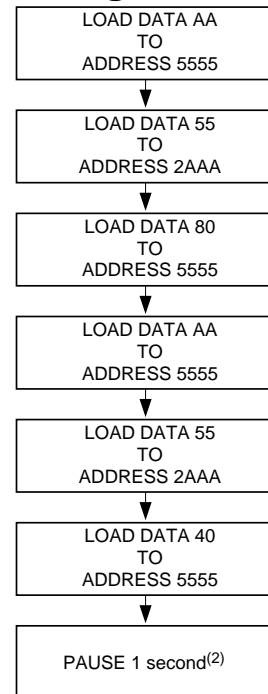 LOAD DATA AA
TO
ADDRESS 5555
LOAD DATA 55
TO
ADDRESS 2AAA
LOAD DATA 80
TO
ADDRESS 5555
LOAD DATA AA
TO
ADDRESS 5555
LOAD DATA 55
TO
ADDRESS 2AAA
LOAD DATA 40
TO
ADDRESS 5555
PAUSE 1 second(2)